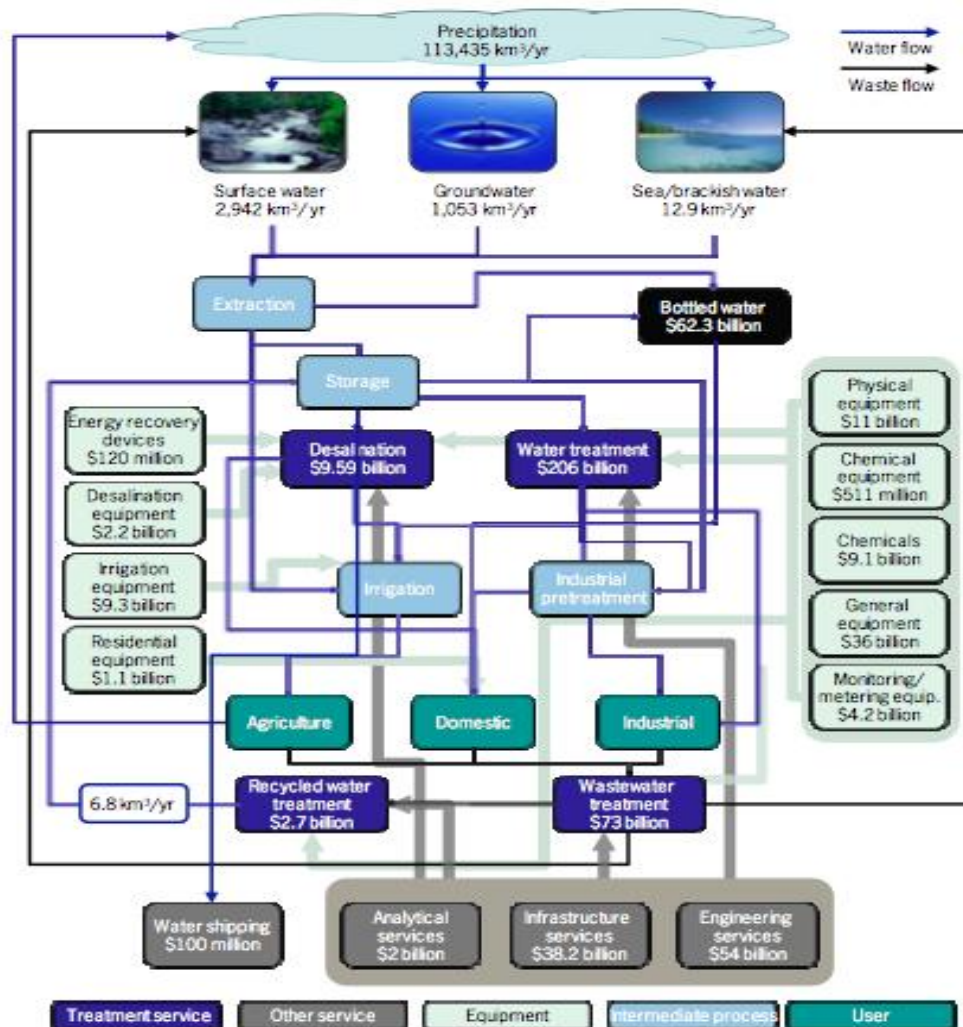 Precipitation
113,435 km³/yr
Water flow
Waste flow
Surface water
2,942 km³/yr
Groundwater
1,053 km³/yr
Sea/brackish water
12.9 km³/yr
Extraction
Bottled water
$62.3 billion
Storage
Energy recovery
devices
$120 million
Desalination
$9.59 billion
Water treatment
$206 billion
Physical
equipment
$11 billion
Desalination
equipment
$2.2 billion
Chemical
equipment
$511 million
Irrigation
equipment
$9.3 billion
Irrigation
Industrial
pretreatment
Chemicals
$9.1 billion
Residential
equipment
$1.1 billion
General
equipment
$36 billion
Monitoring/
metering equip.
$4.2 billion
Agriculture
Domestic
Industrial
6.8 km³/yr
Recycled water
treatment
$2.7 billion
Wastewater
treatment
$73 billion
Water shipping
$100 million
Analytical
services
$2 billion
Infrastructure
services
$38.2 billion
Engineering
services
$54 billion
Treatment service
Other service
Equipment
Intermediate process
User